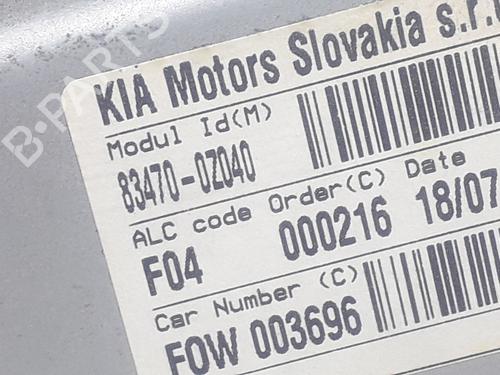 KIA Motors Slovakia s.r.
Modul Id(M)
83470-0Z040
ALC code Order(C) Date
F04 000216 18/07
Car Number (C)
F0W 003696
B-PARTS